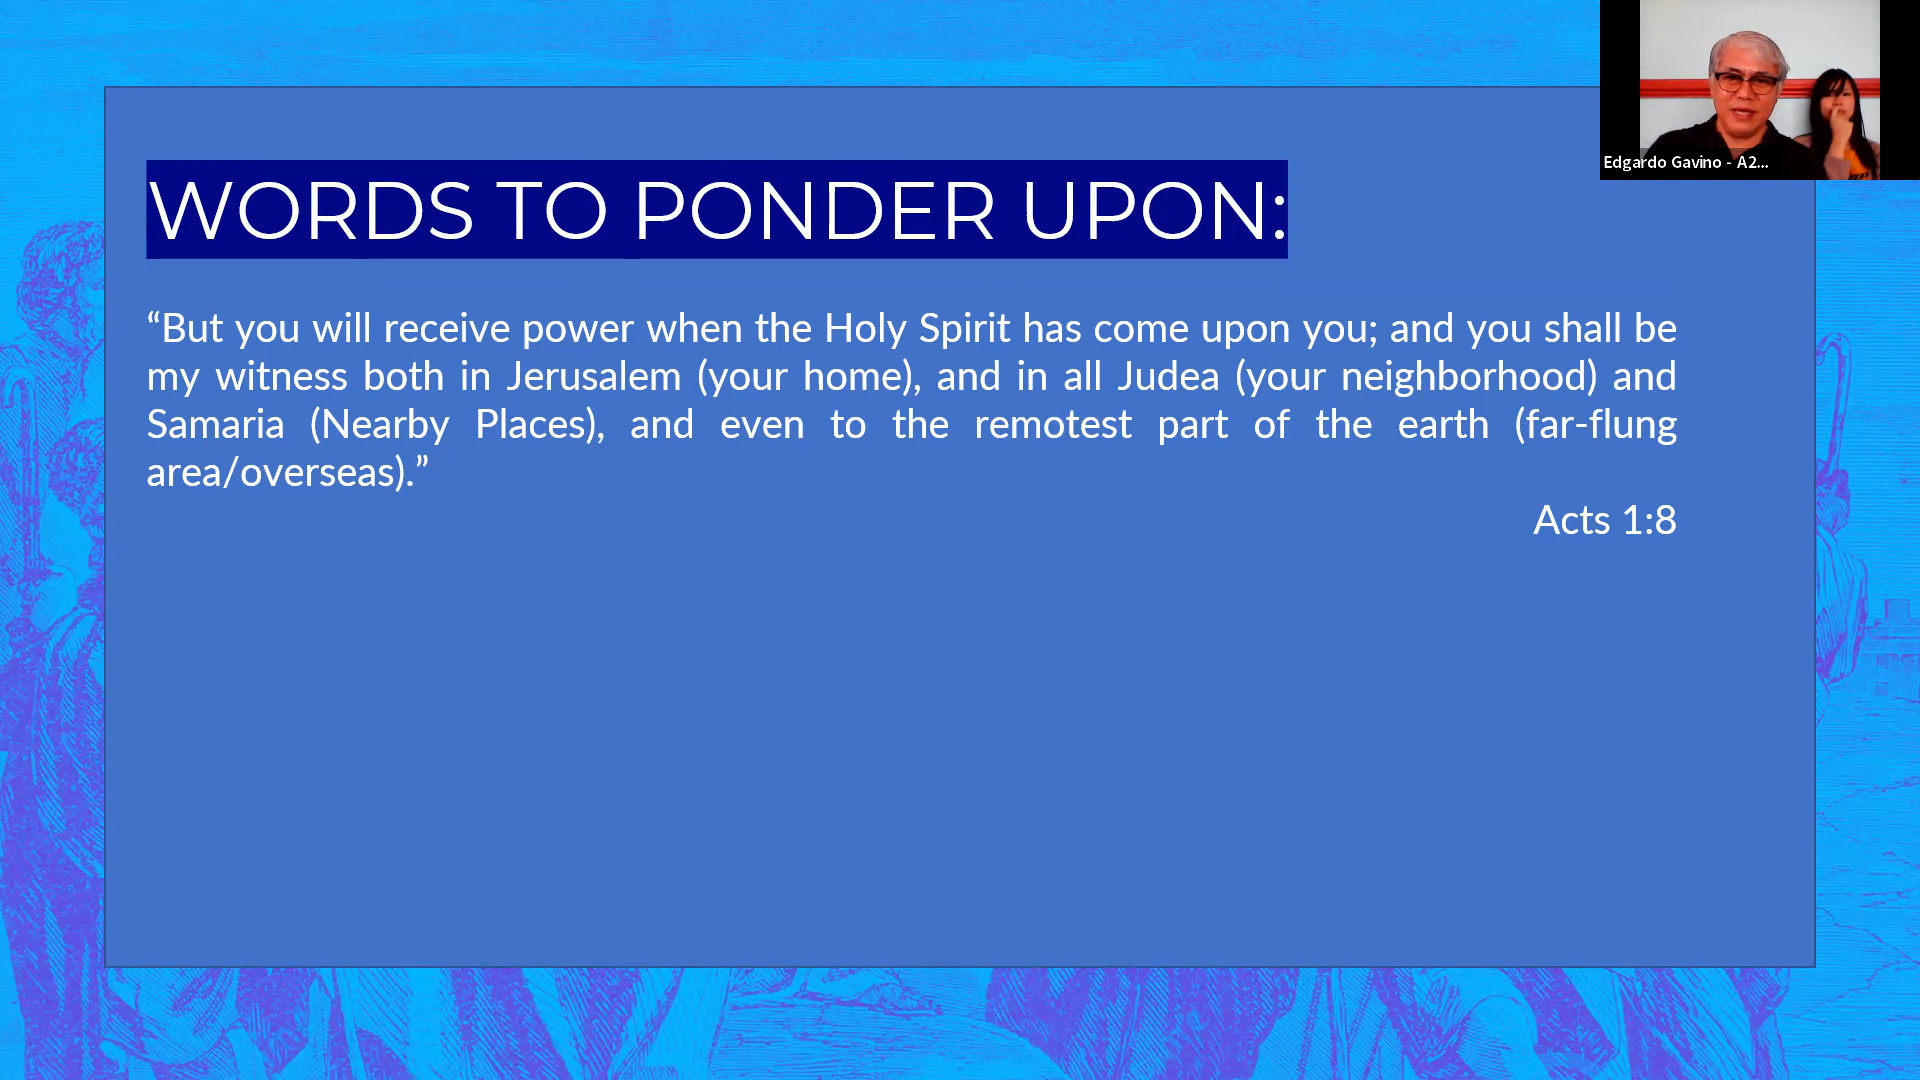 WORDS TO PONDER UPON:
“But you will receive power when the Holy Spirit has come upon you; and you shall be
my witness both in Jerusalem (your home), and in all Judea (your neighborhood) and
Samaria (Nearby Places), and even to the remotest part of the earth (far-flung
area/overseas).”
Acts 1:8
Edgardo Gavino - A2...